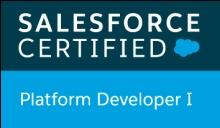 SALESFORCE
CERTIFIED
Platform Developer I